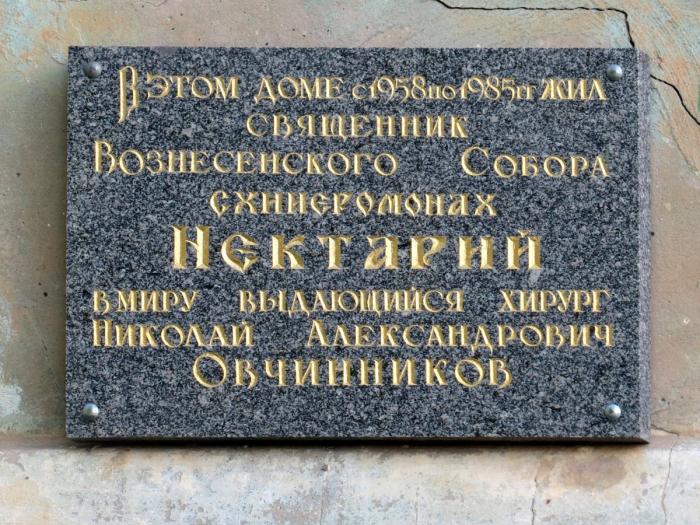 В этом доме с 1958 по 1985 гг жил
священник
Вознесенского Собора
схииеромонах
Нектарий
в миру выдающийся хирург
Николай Александрович
Овчинников